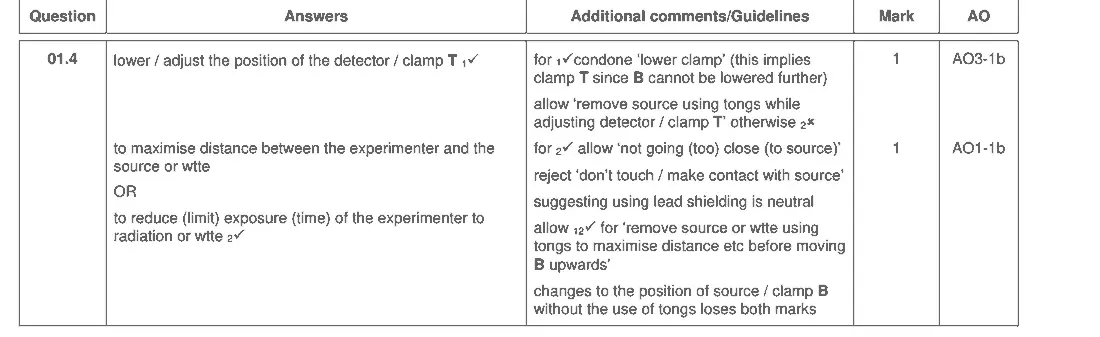 Question Answers Additional comments/Guidelines Mark AO
01.4 lower / adjust the position of the detector / clamp T ₁✓ for ₁✓condone 'lower clamp' (this implies 1 AO3-1b
clamp T since B cannot be lowered further)
allow 'remove source using tongs while
adjusting detector / clamp T' otherwise ₂×
to maximise distance between the experimenter and the for ₂✓ allow 'not going (too) close (to source)' 1 AO1-1b
source or wtte
reject 'don't touch / make contact with source'
OR
suggesting using lead shielding is neutral
to reduce (limit) exposure (time) of the experimenter to
radiation or wtte ₂✓
allow ₁₂✓ for 'remove source or wtte using
tongs to maximise distance etc before moving
B upwards'
changes to the position of source / clamp B
without the use of tongs loses both marks